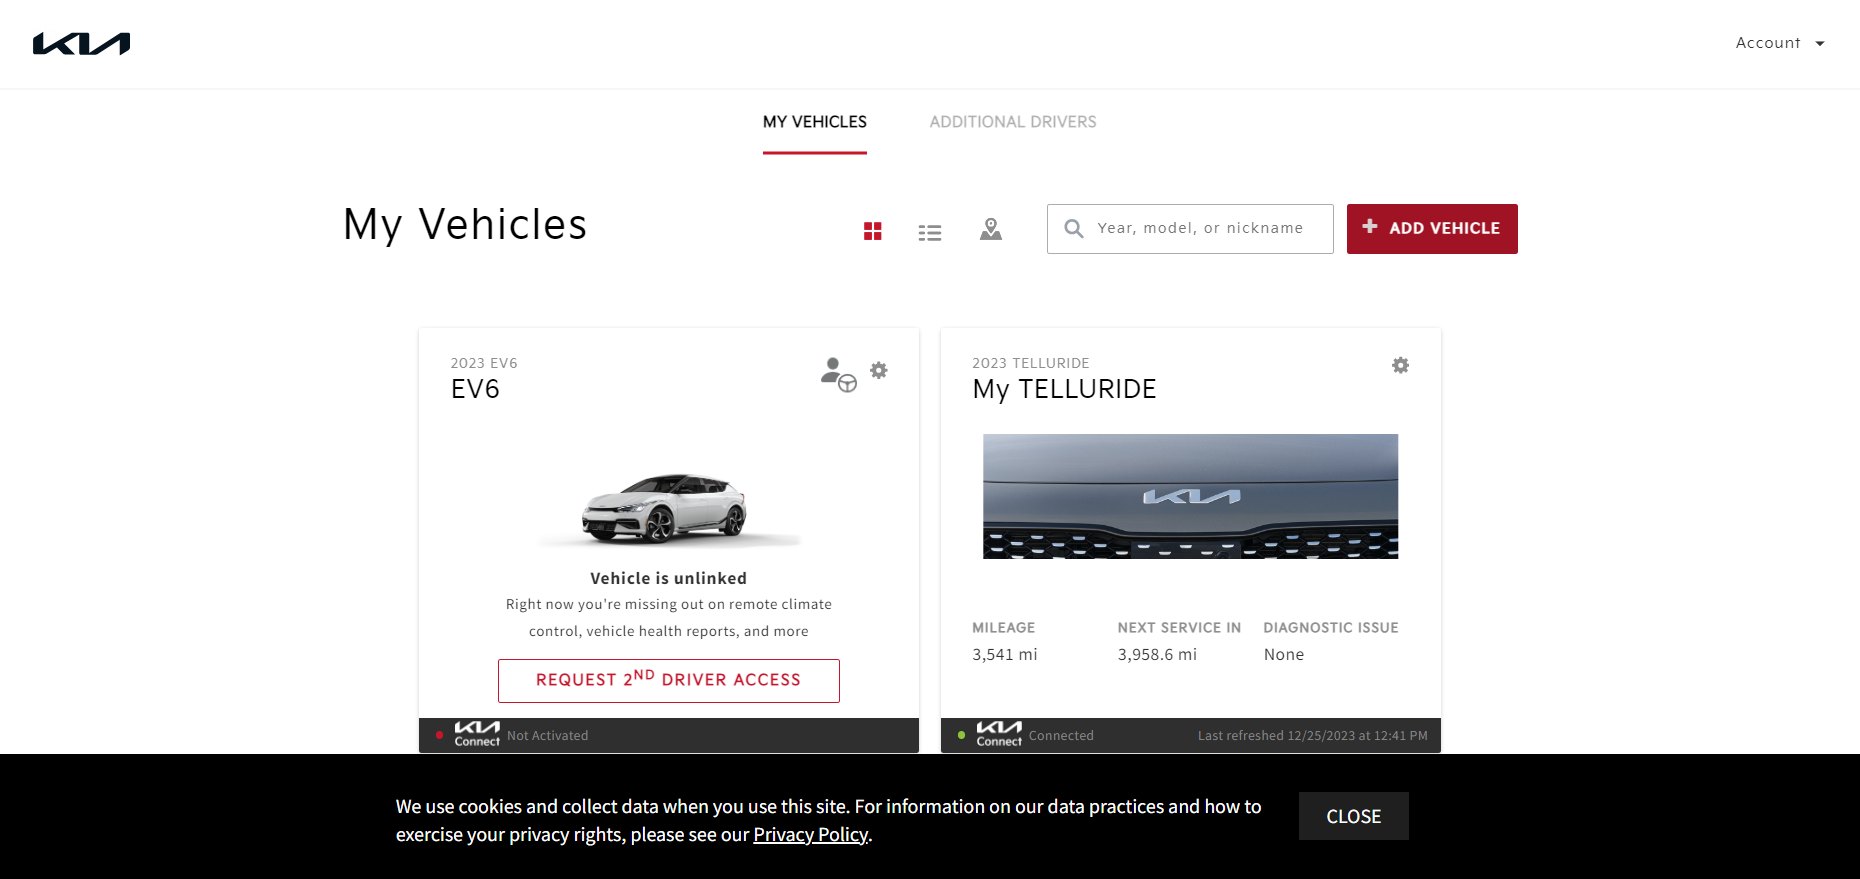 KIA
Account
MY VEHICLES
ADDITIONAL DRIVERS
My Vehicles
Year, model, or nickname
+ ADD VEHICLE
2023 EV6
EV6
Vehicle is unlinked
Right now you're missing out on remote climate
control, vehicle health reports, and more
REQUEST 2ND DRIVER ACCESS
KIA
Connect Not Activated
2023 TELLURIDE
My TELLURIDE
KIA
MILEAGE NEXT SERVICE IN DIAGNOSTIC ISSUE
3,541 mi 3,958.6 mi None
KIA
Connect Connected Last refreshed 12/25/2023 at 12:41 PM
We use cookies and collect data when you use this site. For information on our data practices and how to
exercise your privacy rights, please see our Privacy Policy.
CLOSE